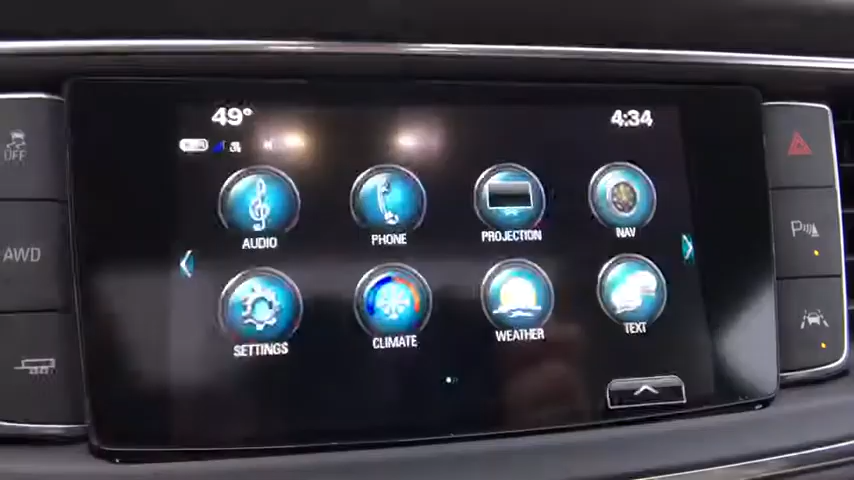 49°
4:34
OFF
AUDIO
PHONE
PROJECTION
NAV
AWD
SETTINGS
CLIMATE
WEATHER
TEXT